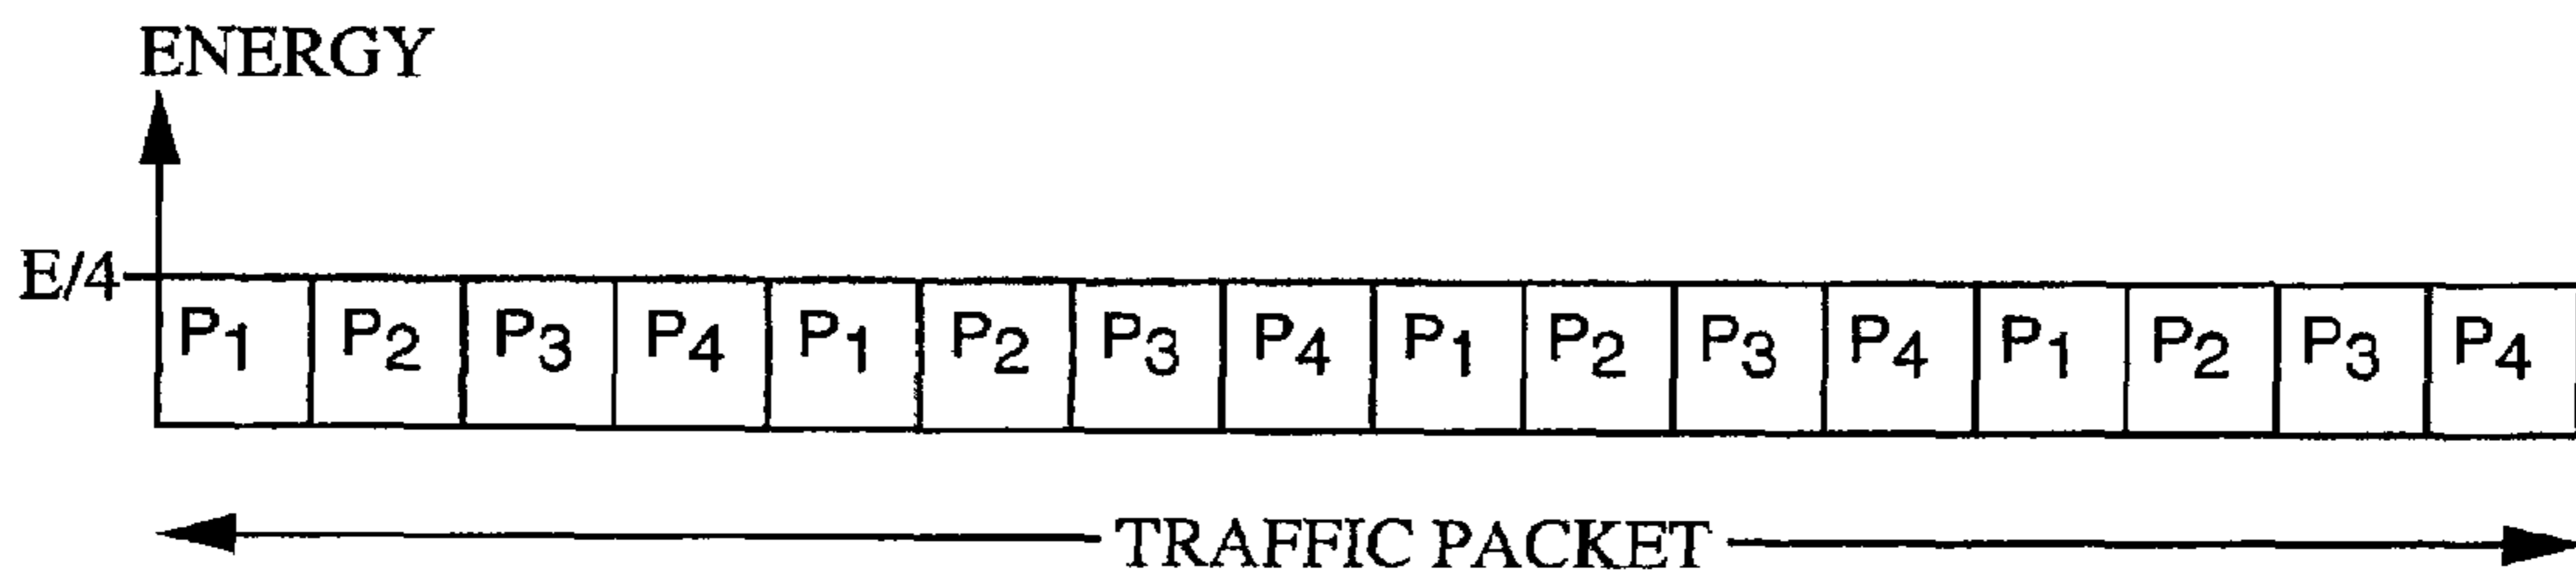 ENERGY
E/4
P1 P2 P3 P4 P1 P2 P3 P4 P1 P2 P3 P4 P1 P2 P3 P4
TRAFFIC PACKET